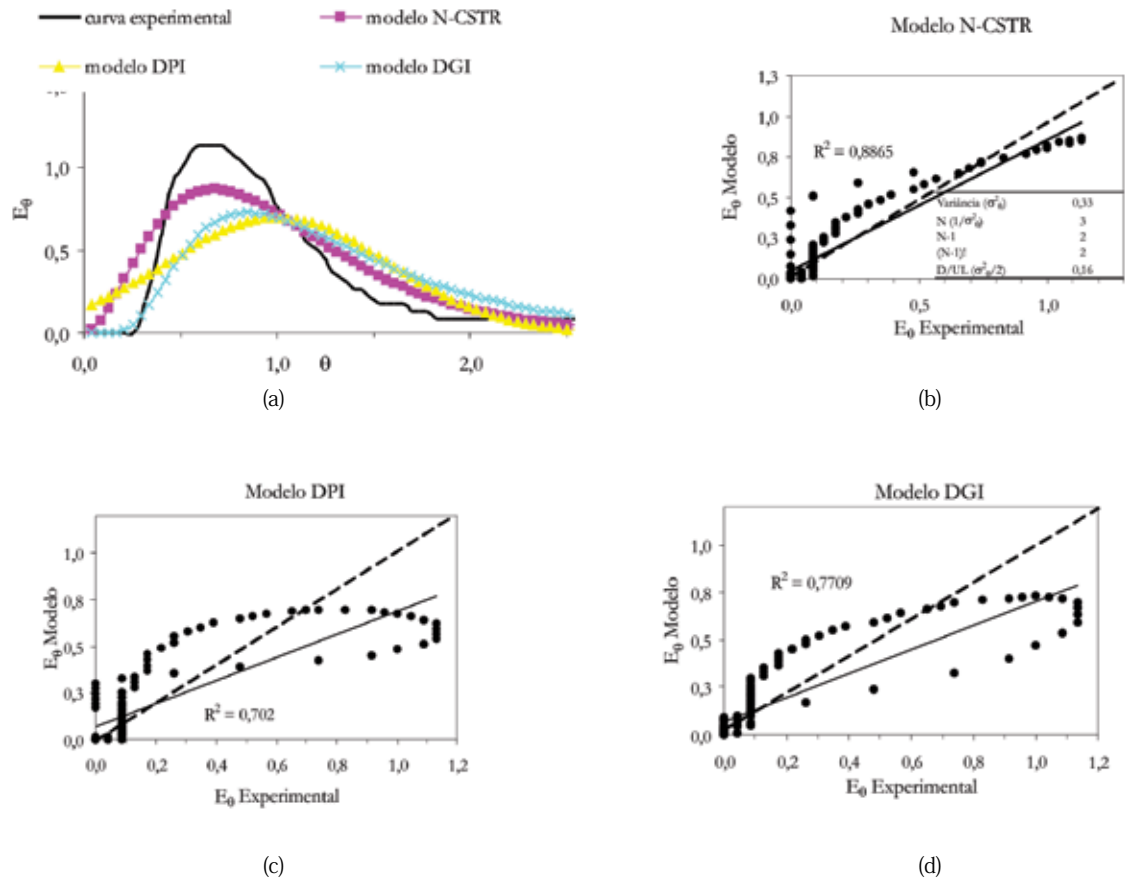 curva experimental
modelo N-CSTR
modelo DPI
modelo DGI
1,0
0,5
0,0
E_θ
0,0
1,0
θ
2,0
(a)
Modelo N-CSTR
1,3
1,0
0,8
0,5
0,3
0,0
E_θ Modelo
R² = 0,8865
Variância (σ²_θ) 0,33
N (1/σ²_θ) 3
N-1 2
(N-1)! 2
D/UL (σ²_θ/2) 0,16
0,0 0,5 1,0
E_θ Experimental
(b)
Modelo DPI
1,0
0,8
0,5
0,3
0,0
E_θ Modelo
R² = 0,702
0,0 0,2 0,4 0,6 0,8 1,0 1,2
E_θ Experimental
(c)
Modelo DGI
1,0
0,8
0,5
0,3
0,0
E_θ Modelo
R² = 0,7709
0,0 0,2 0,4 0,6 0,8 1,0 1,2
E_θ Experimental
(d)